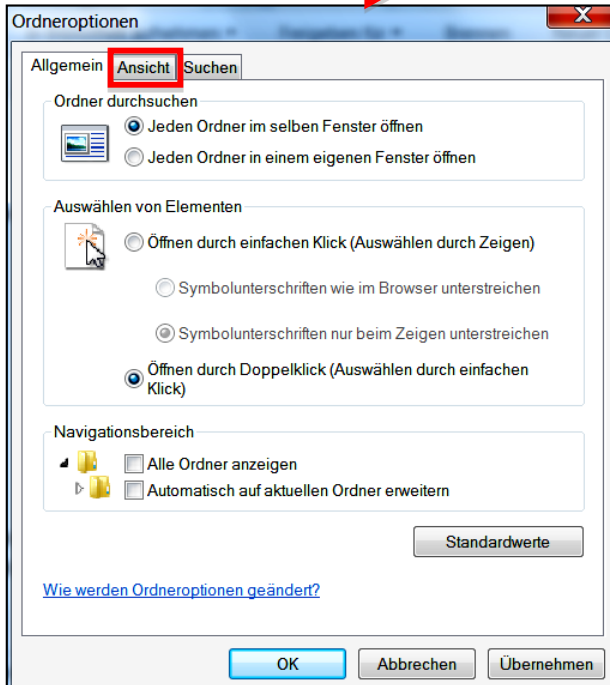 Ordneroptionen
Allgemein Ansicht Suchen
Ordner durchsuchen
Jeden Ordner im selben Fenster öffnen
Jeden Ordner in einem eigenen Fenster öffnen
Auswählen von Elementen
Öffnen durch einfachen Klick (Auswählen durch Zeigen)
Symbolunterschriften wie im Browser unterstreichen
Symbolunterschriften nur beim Zeigen unterstreichen
Öffnen durch Doppelklick (Auswählen durch einfachen
Klick)
Navigationsbereich
Alle Ordner anzeigen
Automatisch auf aktuellen Ordner erweitern
Standardwerte
Wie werden Ordneroptionen geändert?
OK Abbrechen Übernehmen